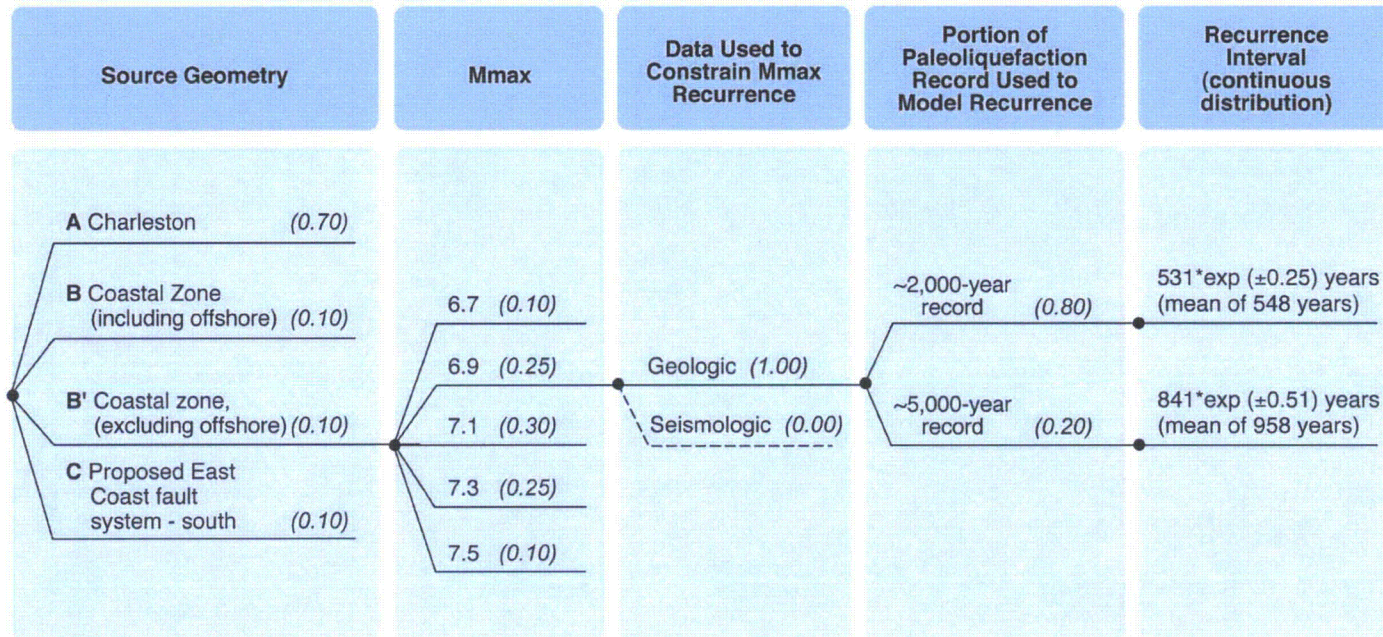 Source Geometry
Mmax
Data Used to
Constrain Mmax
Recurrence
Portion of
Paleoliquefaction
Record Used to
Model Recurrence
Recurrence
Interval
(continuous
distribution)
A Charleston (0.70)
B Coastal Zone
(including offshore) (0.10)
B' Coastal zone,
(excluding offshore) (0.10)
C Proposed East
Coast fault
system - south (0.10)
6.7 (0.10)
6.9 (0.25)
7.1 (0.30)
7.3 (0.25)
7.5 (0.10)
Geologic (1.00)
Seismologic (0.00)
~2,000-year
record (0.80)
~5,000-year
record (0.20)
531*exp (±0.25) years
(mean of 548 years)
841*exp (±0.51) years
(mean of 958 years)